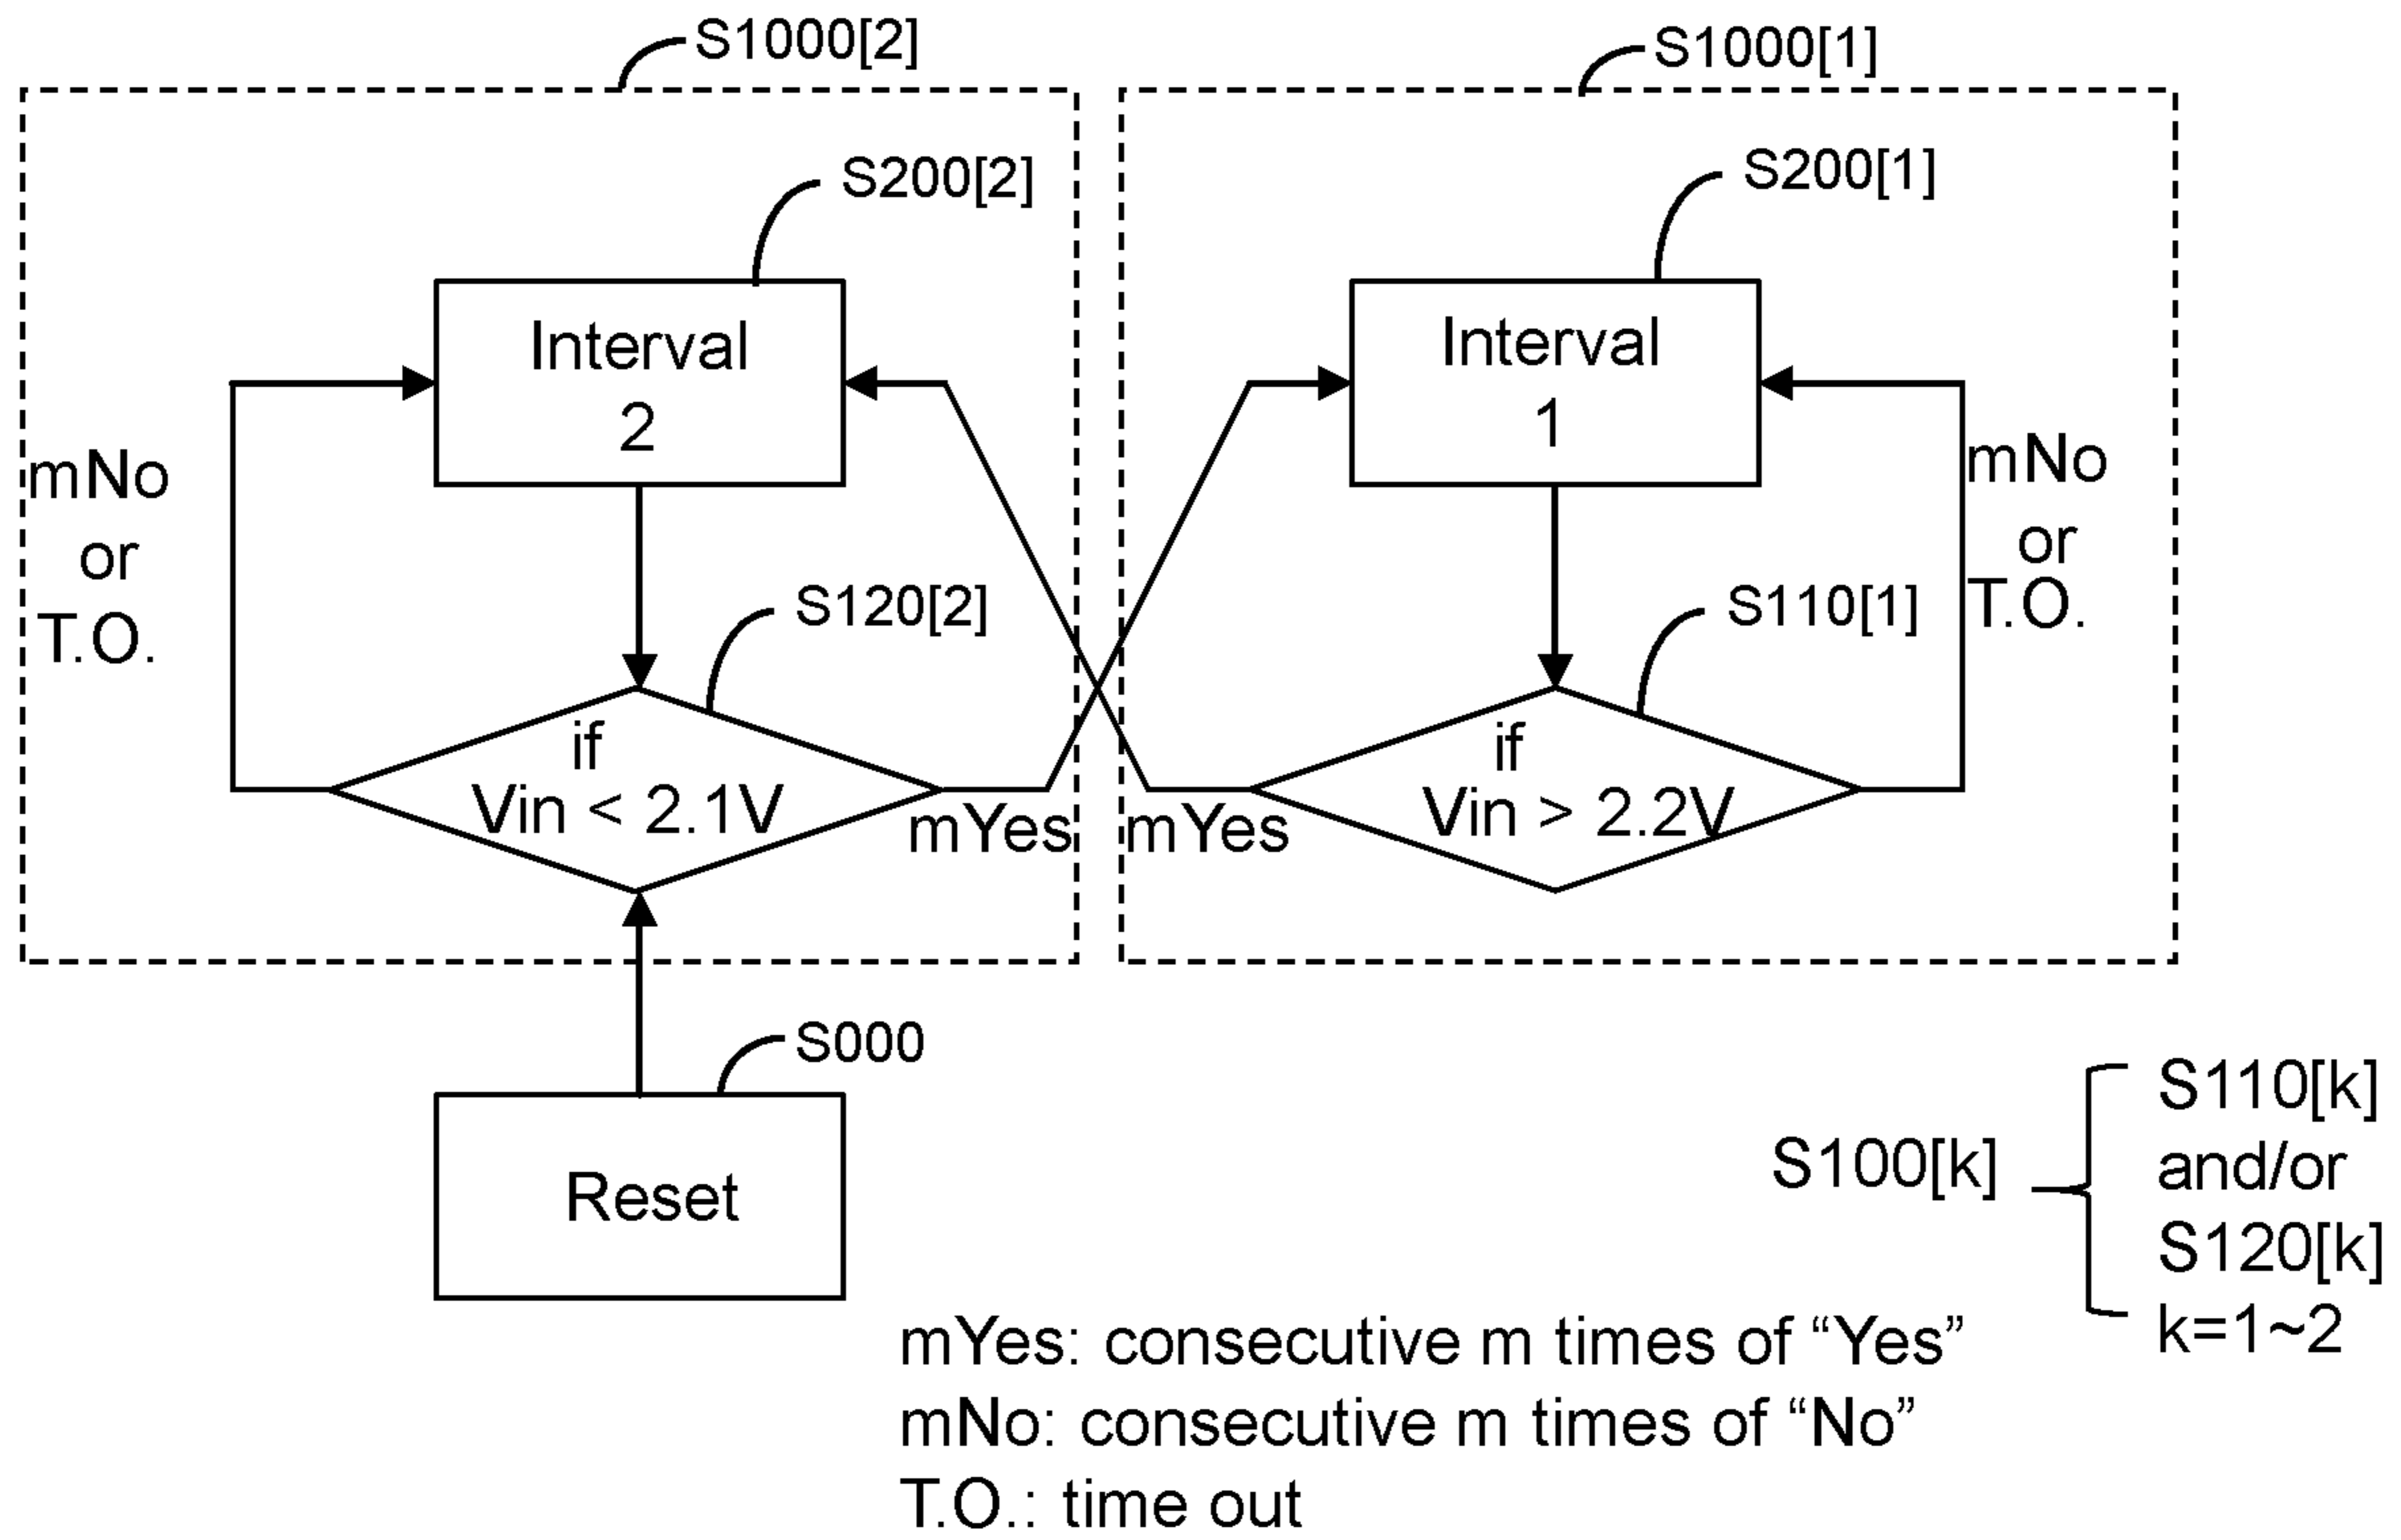 S1000[2]
S1000[1]
S200[2]
S200[1]
Interval
2
Interval
1
mNo
or
T.O.
mNo
or
T.O.
S120[2]
S110[1]
if
Vin < 2.1V
if
Vin > 2.2V
mYes
mYes
S000
Reset
S100[k]
S110[k]
and/or
S120[k]
k=1~2
mYes: consecutive m times of “Yes”
mNo: consecutive m times of “No”
T.O.: time out